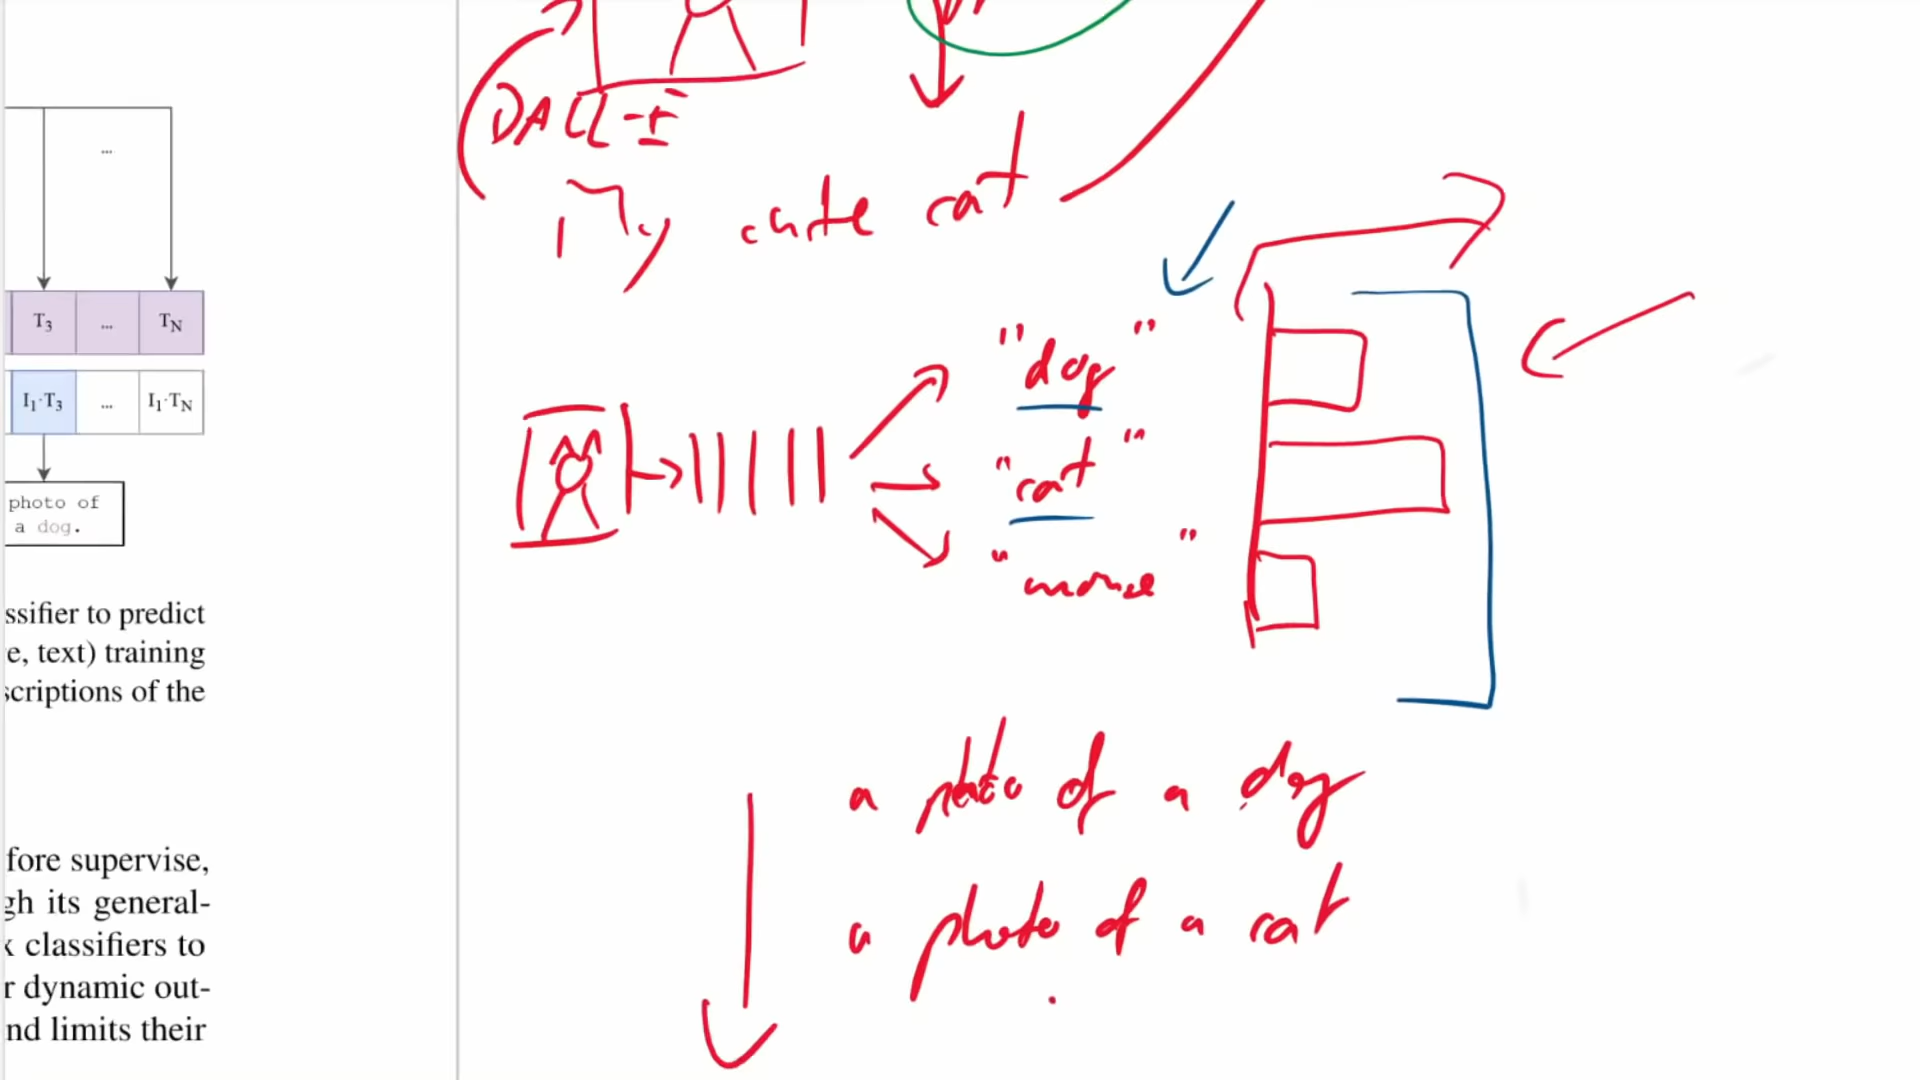 ...
T3 ... TN
I1·T3 ... I1·TN
photo of
a dog.
ssifier to predict
e, text) training
scriptions of the
fore supervise,
gh its general-
classifiers to
r dynamic out-
nd limits their
DALL-E
My cute cat
"dog"
"cat"
"mouse"
a photo of a dog
a photo of a cat